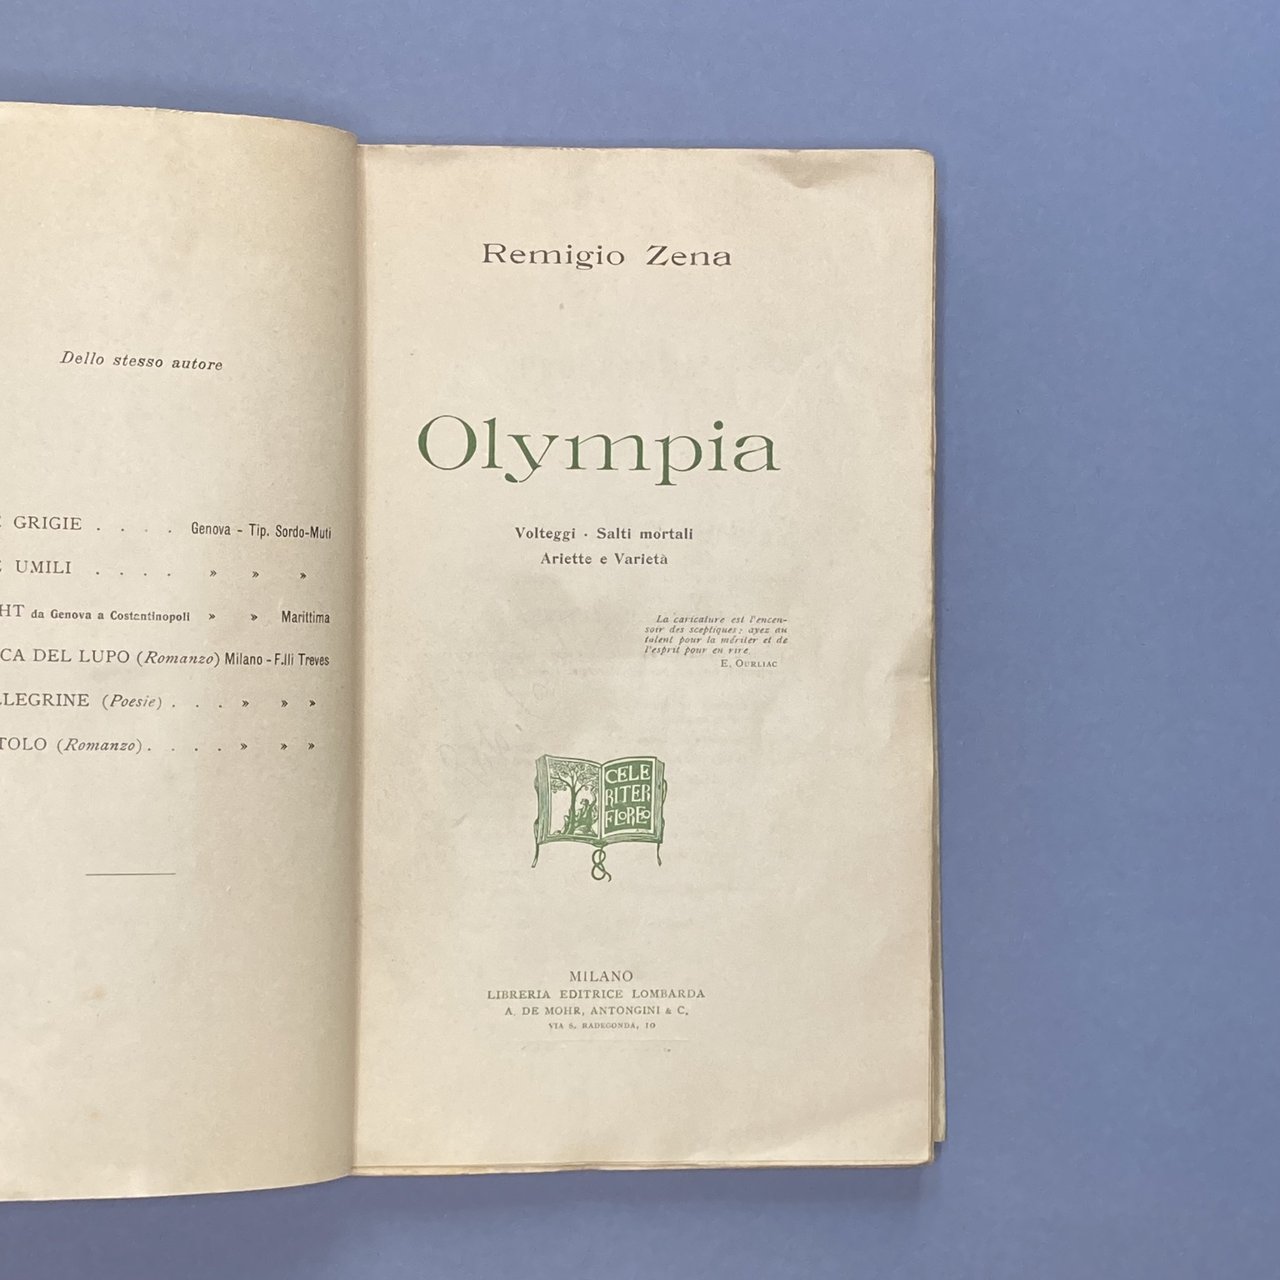 Dello stesso autore
GRIGIE . . . . Genova - Tip. Sordo-Muti
UMILI . . . . » » »
HT da Genova a Costantinopoli » » Marittima
CA DEL LUPO (Romanzo) Milano - F.lli Treves
LLEGRINE (Poesie) . . . » » »
TOLO (Romanzo) . . . . » » »
Remigio Zena
Olympia
Volteggi · Salti mortali
Ariette e Varietà
La caricature est l'encen-
soir des sceptiques; ayez du
talent pour la mériter et de
l'esprit pour en rire.
E. Ourliac
CELE
RITER
FLOREO
MILANO
LIBRERIA EDITRICE LOMBARDA
A. DE MOHR, ANTONGINI & C.
VIA S. RADEGONDA, 10